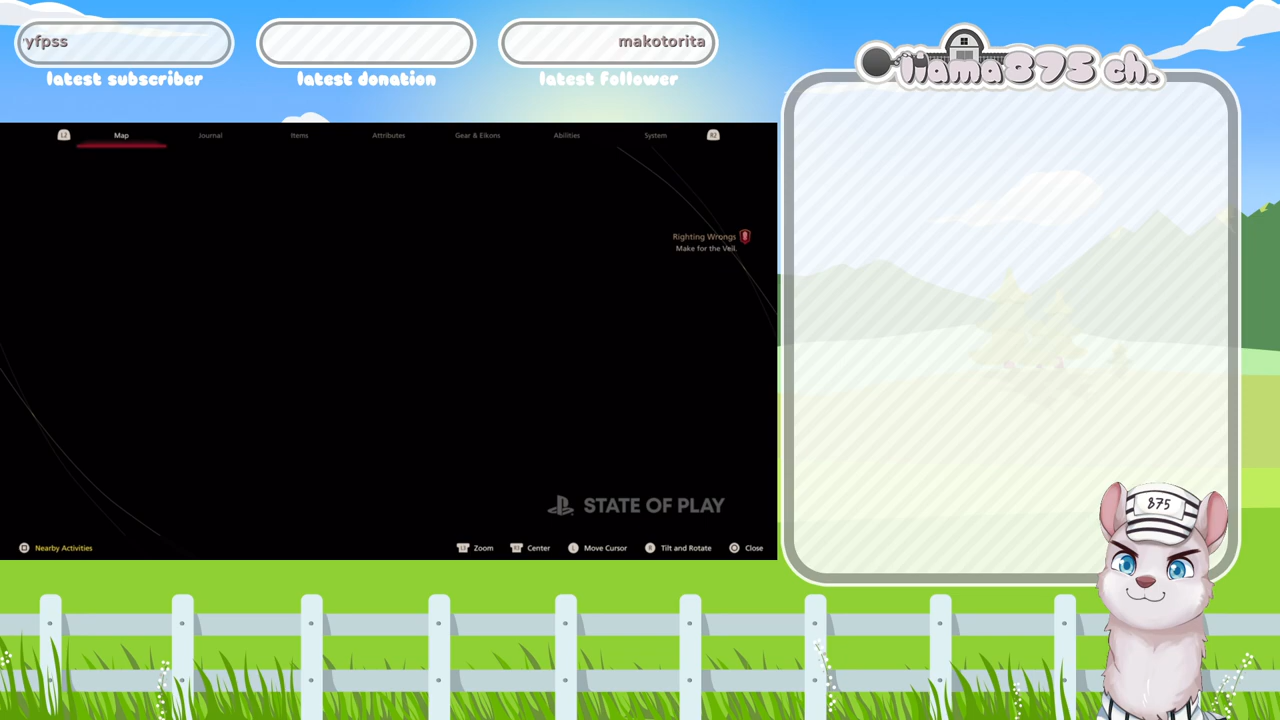 yfpss
makotorita
latest subscriber
latest donation
latest Follower
llama875 ch.
L2
Map
Journal
Items
Attributes
Gear & Eikons
Abilities
System
R2
Righting Wrongs
Make for the Veil.
STATE OF PLAY
875
Nearby Activities
Zoom
Center
Move Cursor
Tilt and Rotate
Close